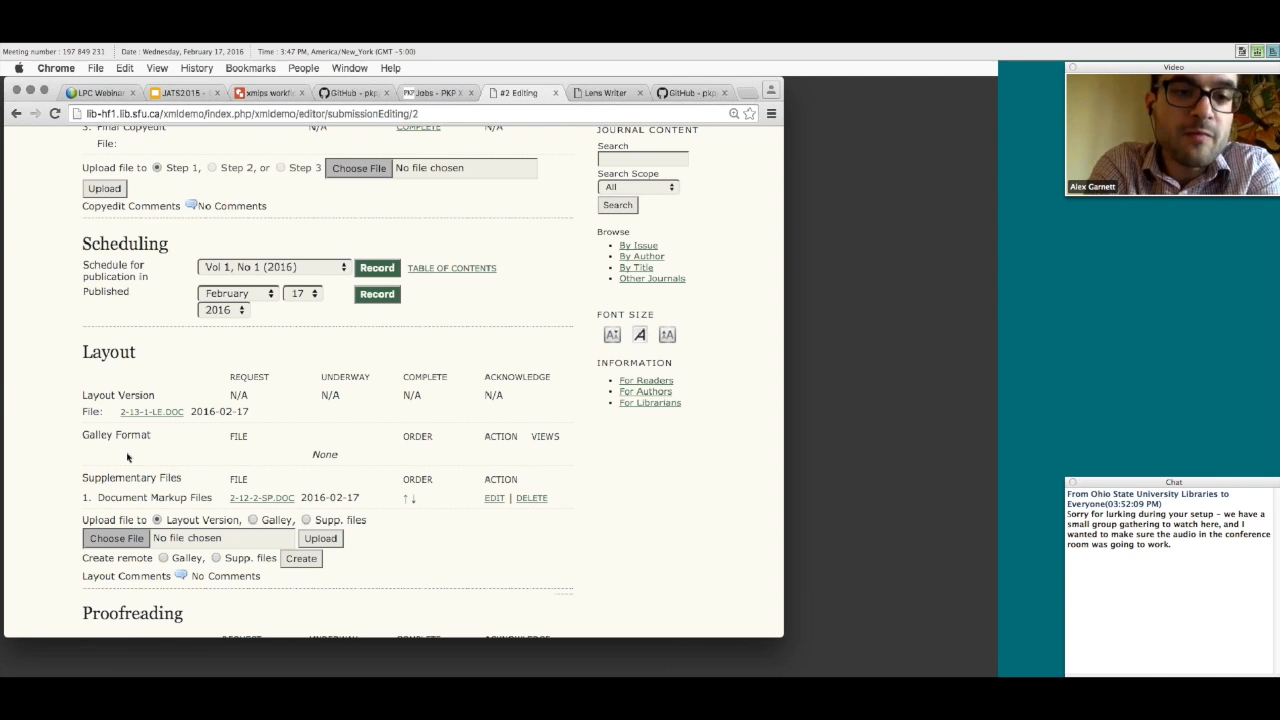 Meeting number : 197 849 231 Date : Wednesday, February 17, 2016 Time : 3:47 PM, America/New_York (GMT -5:00)
Chrome File Edit View History Bookmarks People Window Help
Video
LPC Webinar JATS2015 - xmlps workfl GitHub - pkp Jobs - PKP X #2 Editing Lens Writer GitHub - pkp
lib-hf1.lib.sfu.ca/xmldemo/index.php/xmldemo/editor/submissionEditing/2
3. Final Copyedit N/A COMPLETE N/A
File:
Upload file to Step 1, Step 2, or Step 3 Choose File No file chosen
Upload
Copyedit Comments No Comments
Scheduling
Schedule for publication in Vol 1, No 1 (2016) Record TABLE OF CONTENTS
Published February 17 Record
2016
Layout
REQUEST UNDERWAY COMPLETE ACKNOWLEDGE
Layout Version N/A N/A N/A N/A
File: 2-13-1-LE.DOC 2016-02-17
Galley Format FILE ORDER ACTION VIEWS
None
Supplementary Files FILE ORDER ACTION
1. Document Markup Files 2-12-2-SP.DOC 2016-02-17 ↑↓ EDIT | DELETE
Upload file to Layout Version, Galley, Supp. files
Choose File No file chosen Upload
Create remote Galley, Supp. files Create
Layout Comments No Comments
Proofreading
REQUEST UNDERWAY COMPLETE ACKNOWLEDGE
JOURNAL CONTENT
Search
Search Scope
All
Search
Browse
By Issue
By Author
By Title
Other Journals
FONT SIZE
A A A
INFORMATION
For Readers
For Authors
For Librarians
Alex Garnett
Chat
From Ohio State University Libraries to
Everyone(03:52:09 PM)
Sorry for lurking during your setup - we have a
small group gathering to watch here, and I
wanted to make sure the audio in the conference
room was going to work.